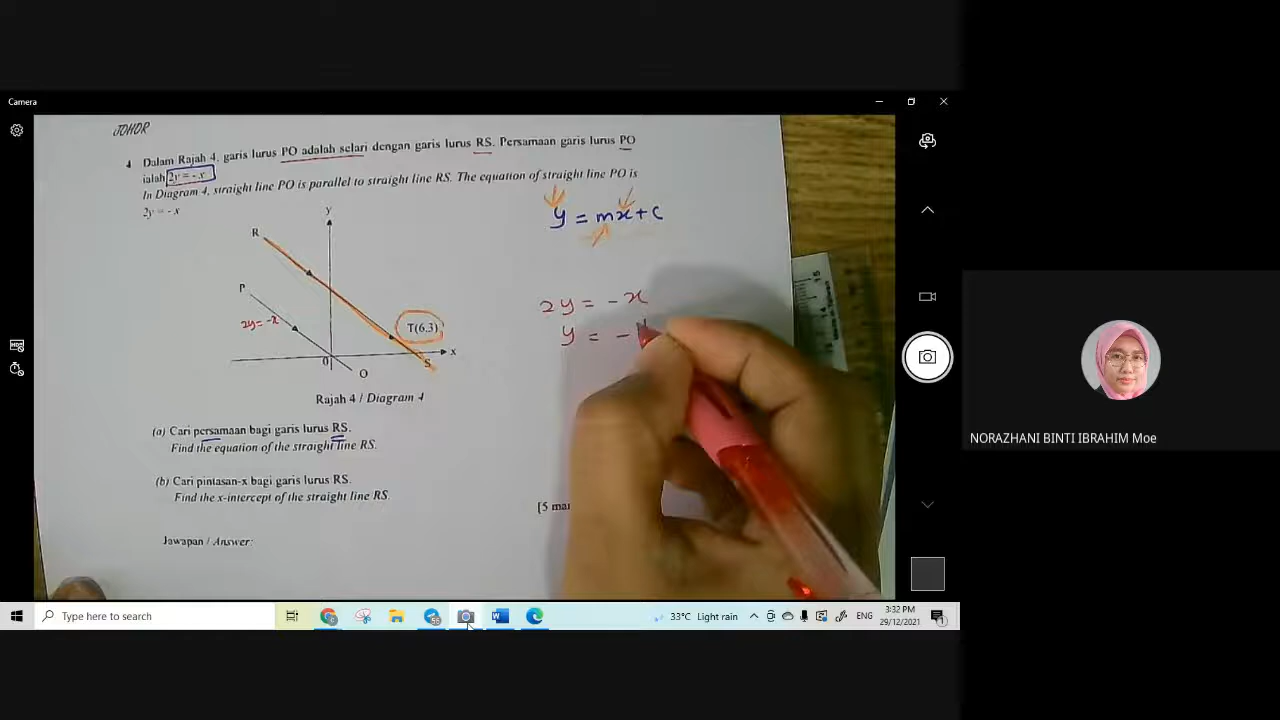 Camera
JOHOR
4 Dalam Rajah 4, garis lurus PO adalah selari dengan garis lurus RS. Persamaan garis lurus PO
ialah 2y = - x
In Diagram 4, straight line PO is parallel to straight line RS. The equation of straight line PO is
2y = - x
y = mx + c
y
R
P
2y = -x
T(6,3)
x
0
S
O
2y = - x
y = -
Rajah 4 / Diagram 4
(a) Cari persamaan bagi garis lurus RS.
Find the equation of the straight line RS.
(b) Cari pintasan-x bagi garis lurus RS.
Find the x-intercept of the straight line RS.
[5
Jawapan / Answer:
NORAZHANI BINTI IBRAHIM Moe
Type here to search
33°C Light rain
ENG
3:32 PM
29/12/2021